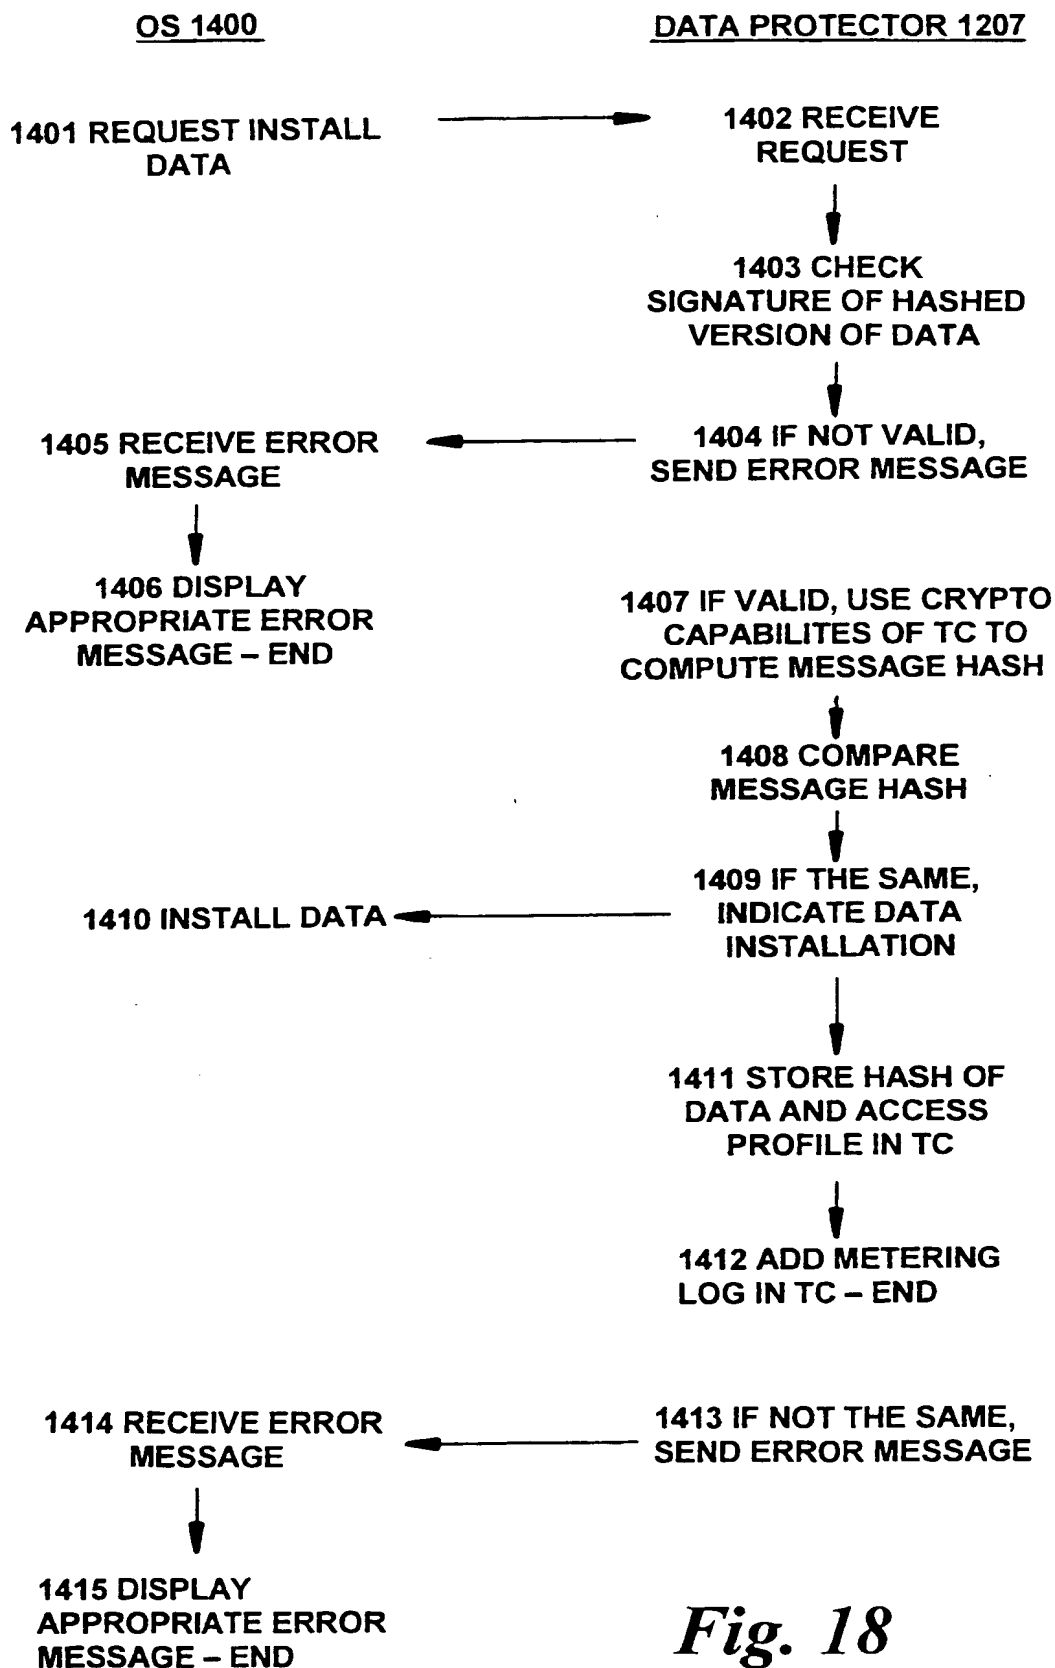 OS 1400
DATA PROTECTOR 1207
1401 REQUEST INSTALL
DATA
1402 RECEIVE
REQUEST
1403 CHECK
SIGNATURE OF HASHED
VERSION OF DATA
1404 IF NOT VALID,
SEND ERROR MESSAGE
1405 RECEIVE ERROR
MESSAGE
1406 DISPLAY
APPROPRIATE ERROR
MESSAGE – END
1407 IF VALID, USE CRYPTO
CAPABILITES OF TC TO
COMPUTE MESSAGE HASH
1408 COMPARE
MESSAGE HASH
1409 IF THE SAME,
INDICATE DATA
INSTALLATION
1410 INSTALL DATA
1411 STORE HASH OF
DATA AND ACCESS
PROFILE IN TC
1412 ADD METERING
LOG IN TC – END
1413 IF NOT THE SAME,
SEND ERROR MESSAGE
1414 RECEIVE ERROR
MESSAGE
1415 DISPLAY
APPROPRIATE ERROR
MESSAGE – END
Fig. 18